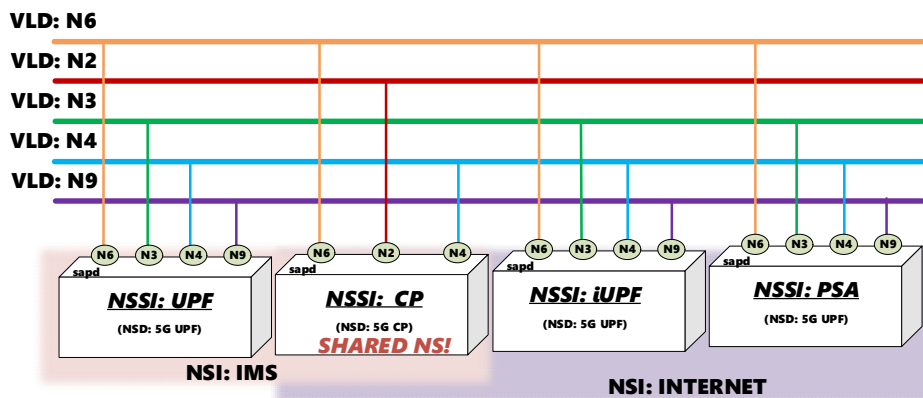 VLD: N6
VLD: N2
VLD: N3
VLD: N4
VLD: N9
N6 N3 N4 N9
sapd
NSSI: UPF
(NSD: 5G UPF)
N6 N2 N4
sapd
NSSI: CP
(NSD: 5G CP)
SHARED NS!
N6 N3 N4 N9
sapd
NSSI: iUPF
(NSD: 5G UPF)
N6 N3 N4 N9
sapd
NSSI: PSA
(NSD: 5G UPF)
NSI: IMS
NSI: INTERNET